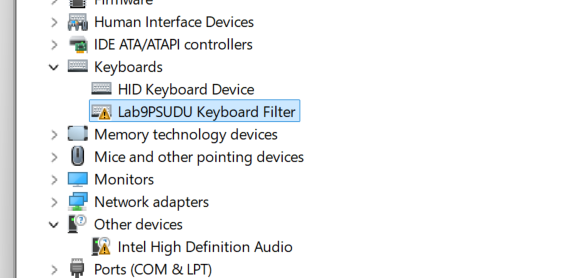 Firmware
Human Interface Devices
IDE ATA/ATAPI controllers
Keyboards
HID Keyboard Device
Lab9PSUDU Keyboard Filter
Memory technology devices
Mice and other pointing devices
Monitors
Network adapters
Other devices
Intel High Definition Audio
Ports (COM & LPT)